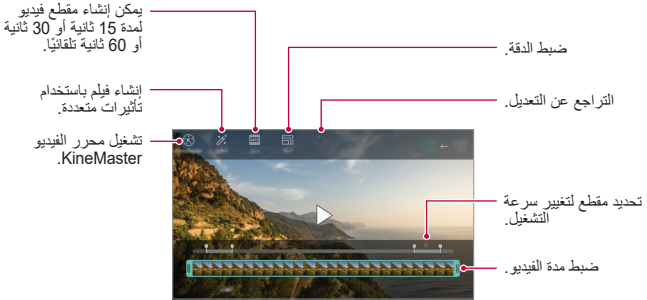 يمكن إنشاء مقطع فيديو
لمدة 15 ثانية أو 30 ثانية
أو 60 ثانية تلقائيًا.
إنشاء فيلم باستخدام
تأثيرات متعددة.
تشغيل محرر الفيديو
KineMaster.
ضبط الدقة.
التراجع عن التعديل.
تحديد مقطع لتغيير سرعة
التشغيل.
ضبط مدة الفيديو.